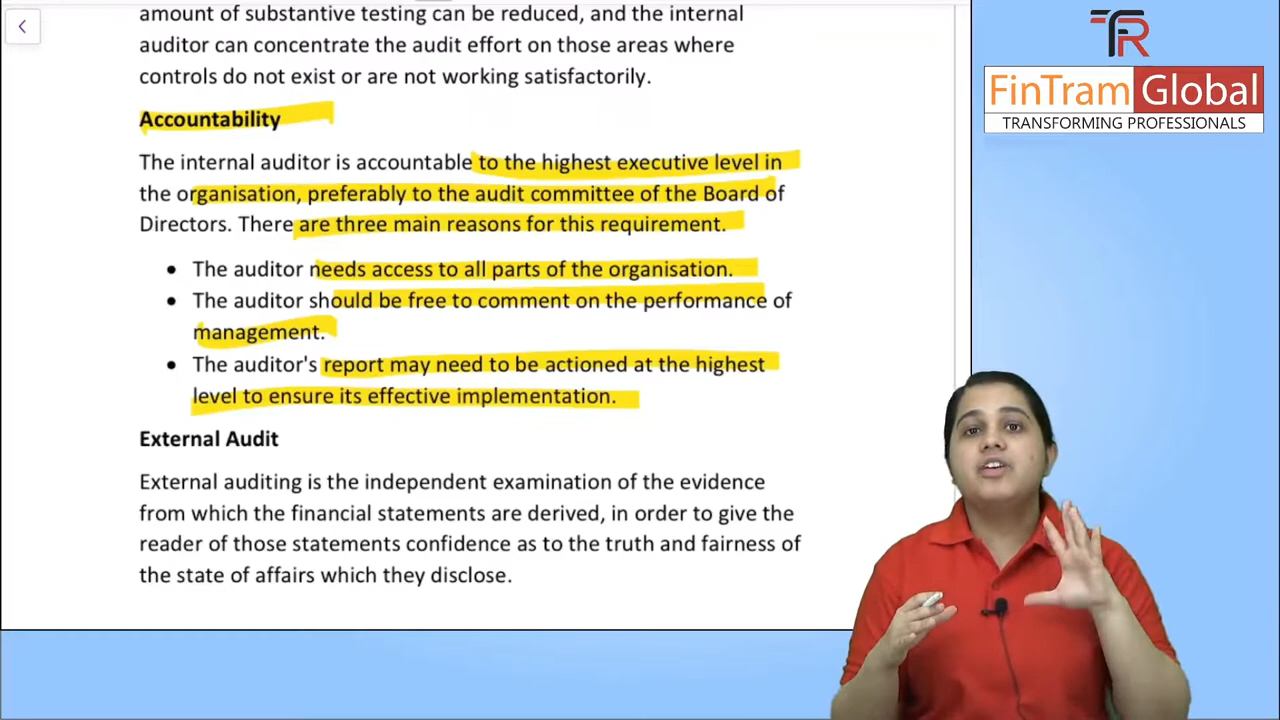 amount of substantive testing can be reduced, and the internal
auditor can concentrate the audit effort on those areas where
controls do not exist or are not working satisfactorily.
Accountability
The internal auditor is accountable to the highest executive level in
the organisation, preferably to the audit committee of the Board of
Directors. There are three main reasons for this requirement.
• The auditor needs access to all parts of the organisation.
• The auditor should be free to comment on the performance of
management.
• The auditor's report may need to be actioned at the highest
level to ensure its effective implementation.
External Audit
External auditing is the independent examination of the evidence
from which the financial statements are derived, in order to give the
reader of those statements confidence as to the truth and fairness of
the state of affairs which they disclose.
TR
FinTram Global
TRANSFORMING PROFESSIONALS